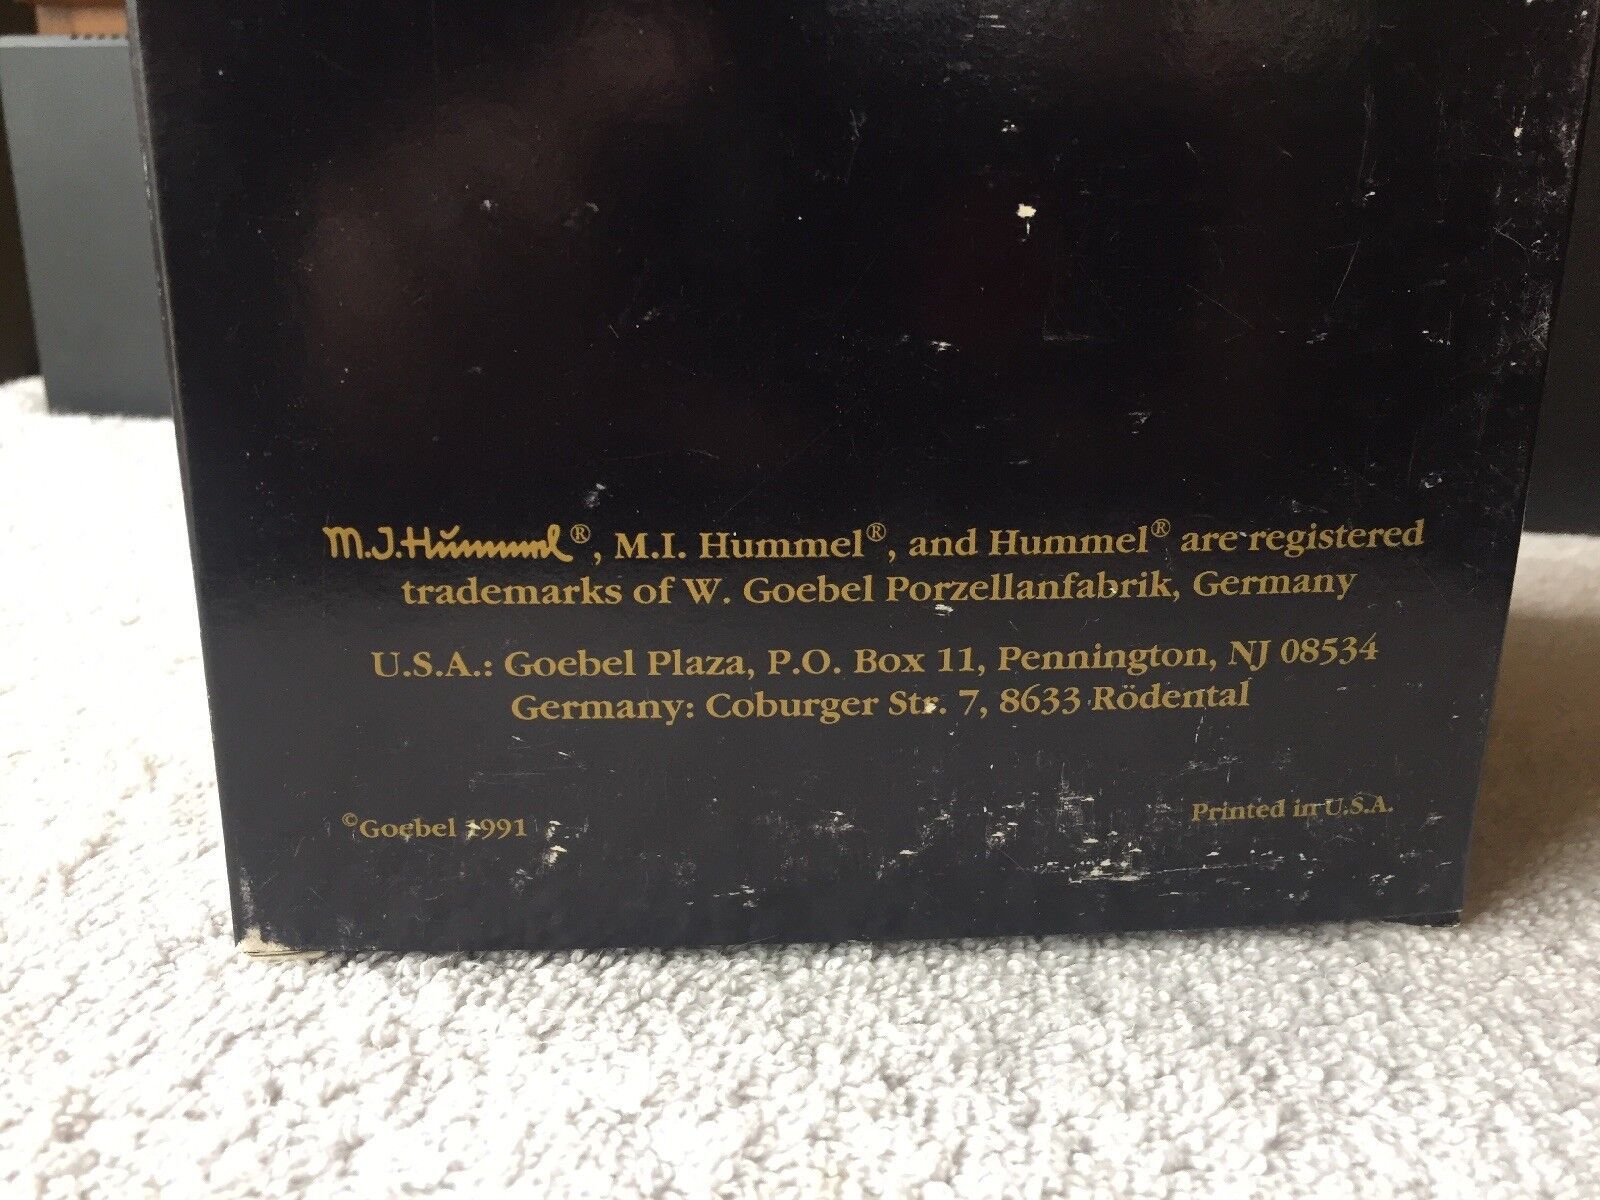 M.J.Hümmel®, M.I. Hummel®, and Hummel® are registered
trademarks of W. Goebel Porzellanfabrik, Germany
U.S.A.: Goebel Plaza, P.O. Box 11, Pennington, NJ 08534
Germany: Coburger Str. 7, 8633 Rödental
©Goebel 1991
Printed in U.S.A.